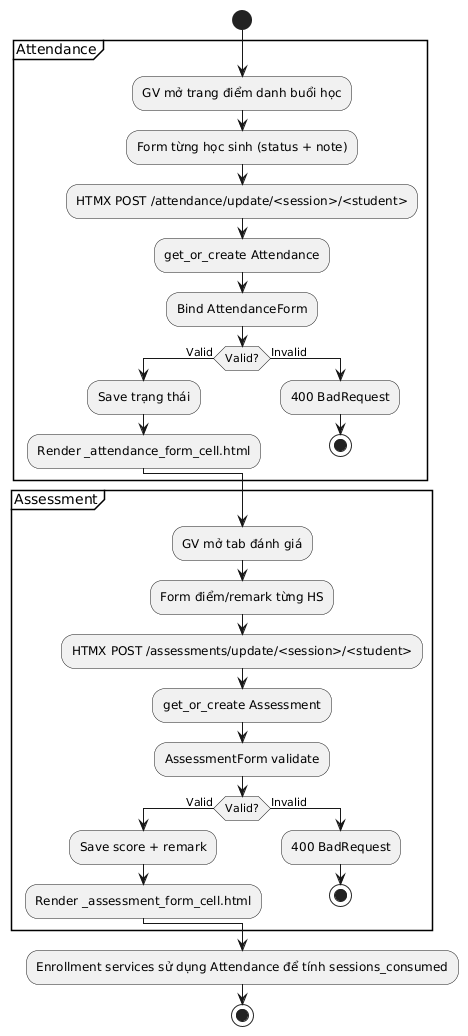 Attendance
GV mở trang điểm danh buổi học
Form từng học sinh (status + note)
HTMX POST /attendance/update/<session>/<student>
get_or_create Attendance
Bind AttendanceForm
Valid
Valid?
Invalid
Save trạng thái
400 BadRequest
Render _attendance_form_cell.html
Assessment
GV mở tab đánh giá
Form điểm/remark từng HS
HTMX POST /assessments/update/<session>/<student>
get_or_create Assessment
AssessmentForm validate
Valid
Valid?
Invalid
Save score + remark
400 BadRequest
Render _assessment_form_cell.html
Enrollment services sử dụng Attendance để tính sessions_consumed